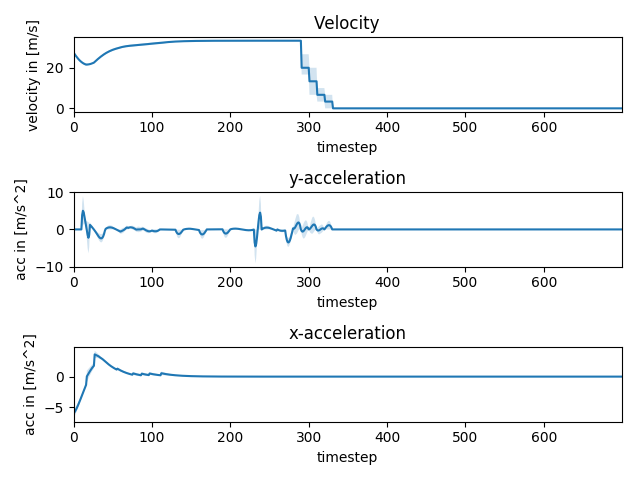 Velocity
velocity in [m/s]
20
0
0 100 200 300 400 500 600
timestep
y-acceleration
acc in [m/s^2]
10
0
−10
0 100 200 300 400 500 600
timestep
x-acceleration
acc in [m/s^2]
0
−5
0 100 200 300 400 500 600
timestep